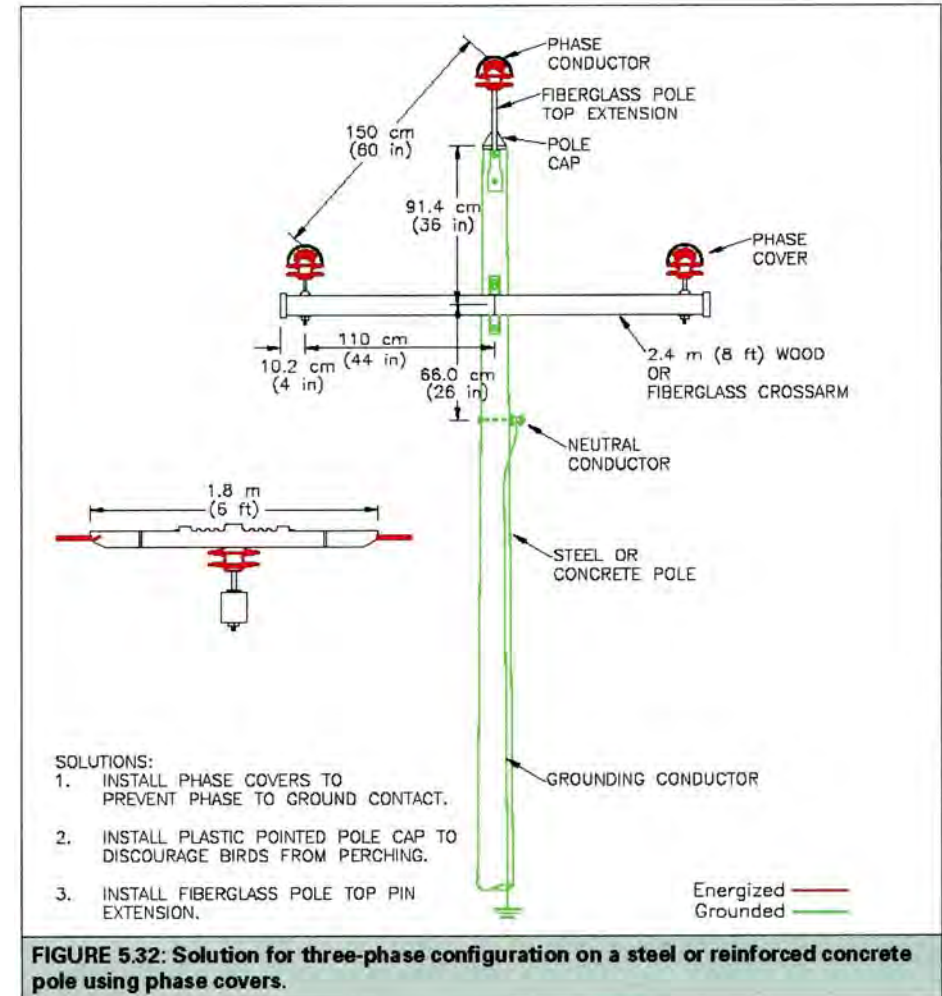 PHASE
CONDUCTOR
FIBERGLASS POLE
TOP EXTENSION
POLE
CAP
150 cm
(60 in)
91.4 cm
(36 in)
PHASE
COVER
110 cm
(44 in)
10.2 cm
(4 in)
66.0 cm
(26 in)
2.4 m (8 ft) WOOD
OR
FIBERGLASS CROSSARM
NEUTRAL
CONDUCTOR
1.8 m
(6 ft)
STEEL OR
CONCRETE POLE
GROUNDING CONDUCTOR
SOLUTIONS:
1. INSTALL PHASE COVERS TO
PREVENT PHASE TO GROUND CONTACT.
2. INSTALL PLASTIC POINTED POLE CAP TO
DISCOURAGE BIRDS FROM PERCHING.
3. INSTALL FIBERGLASS POLE TOP PIN
EXTENSION.
Energized
Grounded
FIGURE 5.32: Solution for three-phase configuration on a steel or reinforced concrete
pole using phase covers.